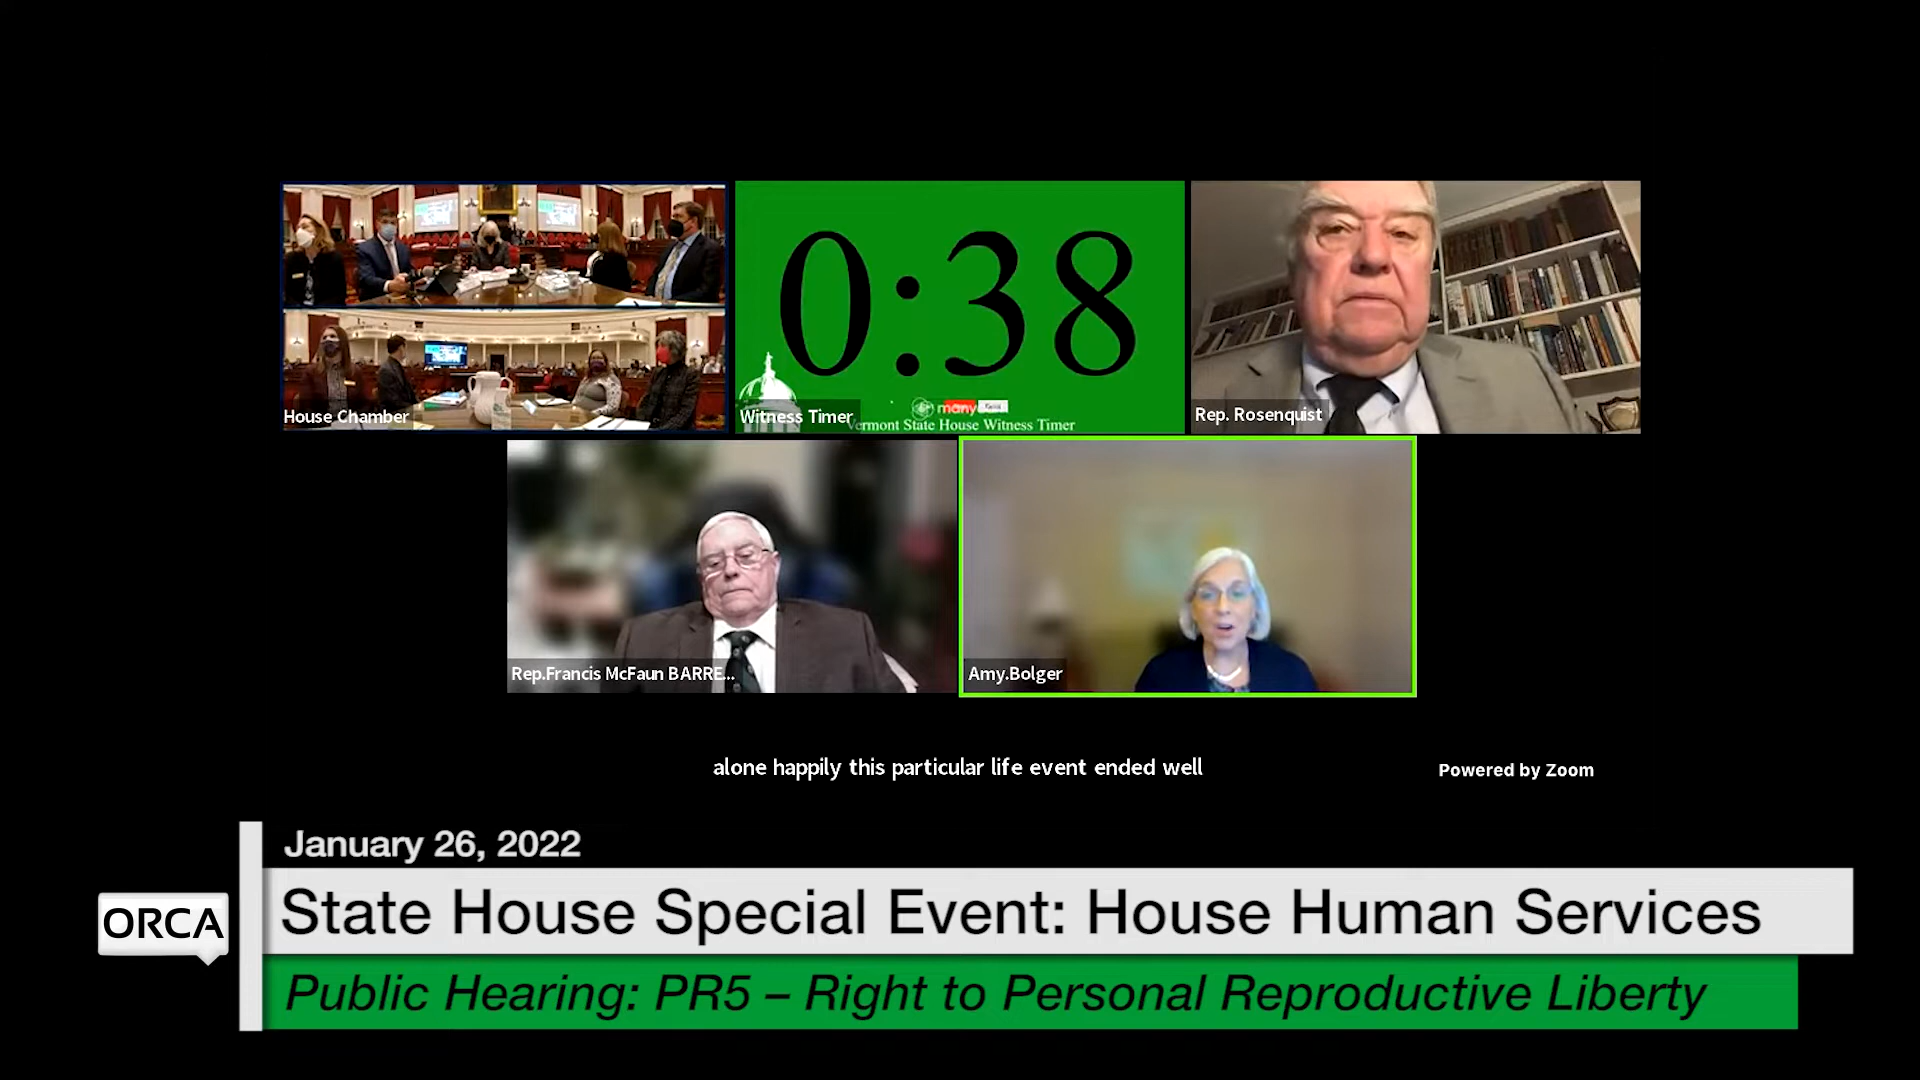 0:38
House Chamber
Witness Timer
many
Vermont State House Witness Timer
Rep. Rosenquist
Rep.Francis McFaun BARRE...
Amy.Bolger
alone happily this particular life event ended well
Powered by Zoom
January 26, 2022
ORCA
State House Special Event: House Human Services
Public Hearing: PR5 – Right to Personal Reproductive Liberty